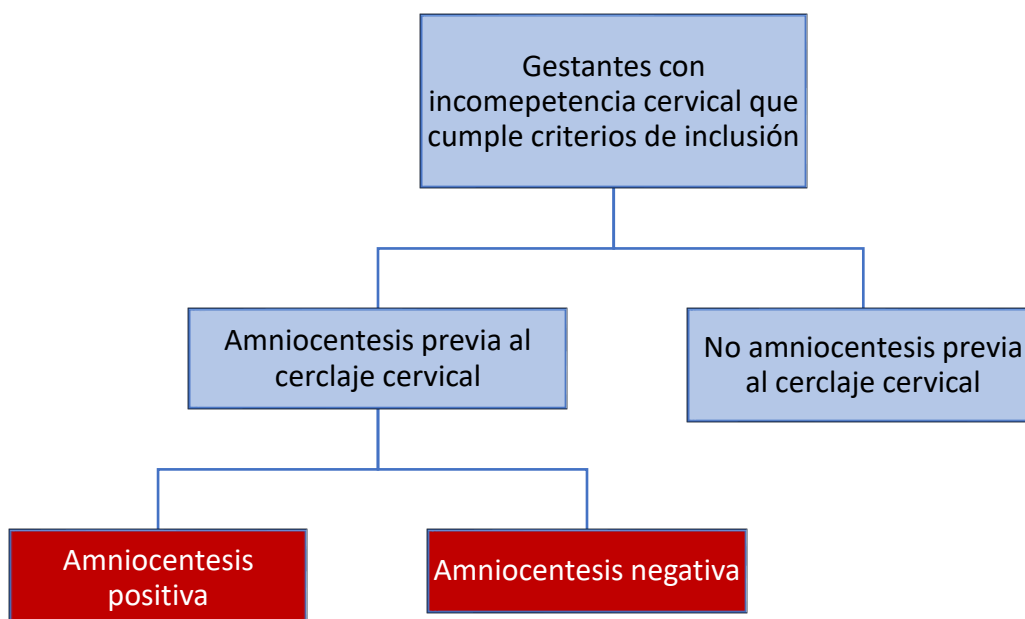 Gestantes con
incomepetencia cervical que
cumple criterios de inclusión
Amniocentesis previa al
cerclaje cervical
No amniocentesis previa
al cerclaje cervical
Amniocentesis
positiva
Amniocentesis negativa